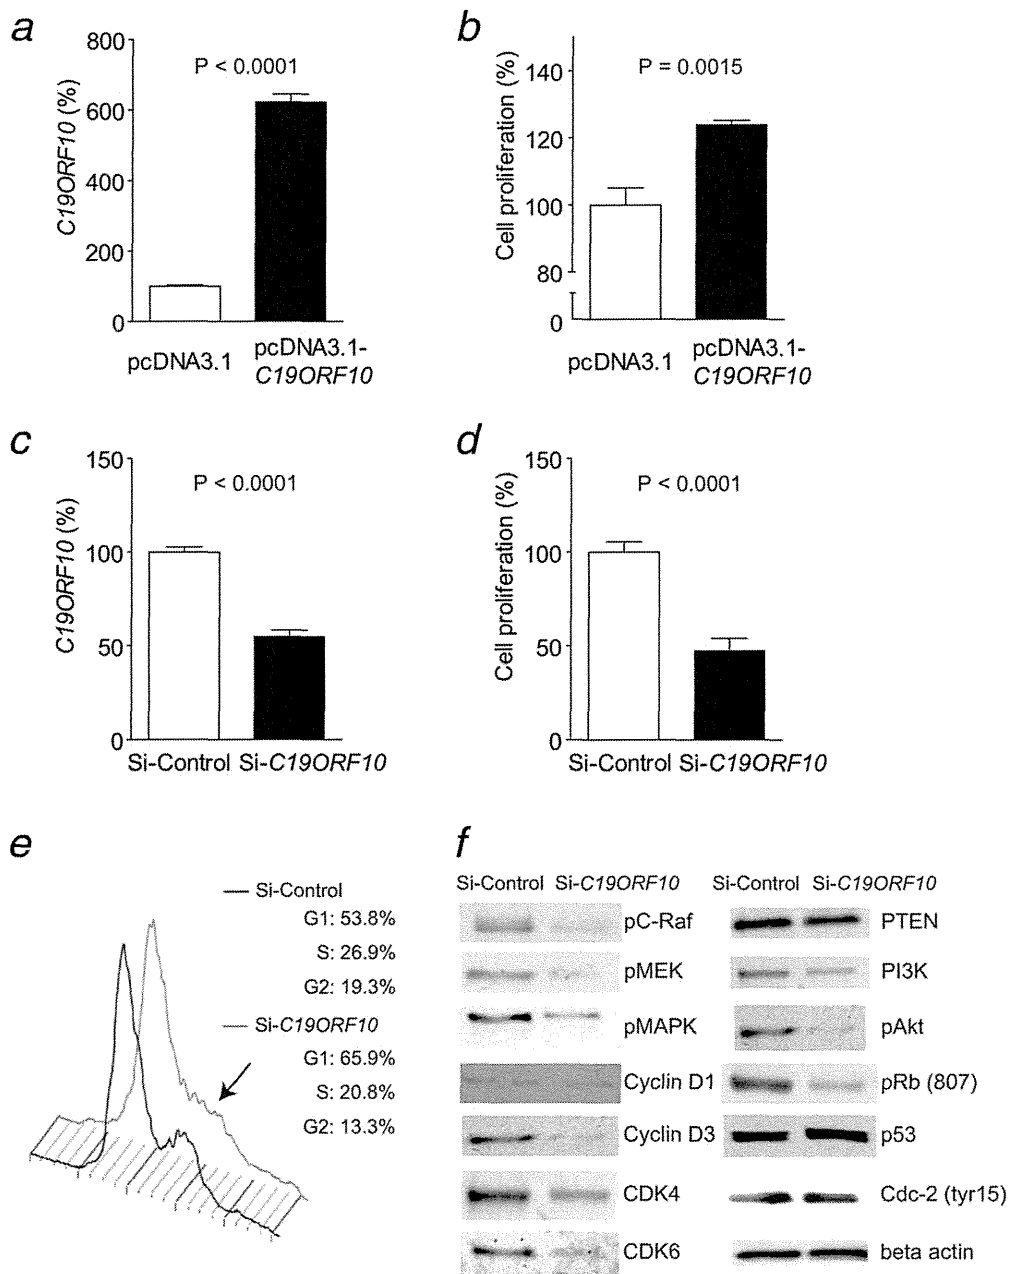 a
800
600
400
200
0
C19ORF10 (%)
P < 0.0001
pcDNA3.1
pcDNA3.1-
C19ORF10
b
140
120
100
80
0
Cell proliferation (%)
P = 0.0015
pcDNA3.1
pcDNA3.1-
C19ORF10
c
150
100
50
0
C19ORF10 (%)
P < 0.0001
Si-Control Si-C19ORF10
d
150
100
50
0
Cell proliferation (%)
P < 0.0001
Si-Control Si-C19ORF10
e
Si-Control
G1: 53.8%
S: 26.9%
G2: 19.3%
Si-C19ORF10
G1: 65.9%
S: 20.8%
G2: 13.3%
f
Si-Control Si-C19ORF10
pC-Raf
pMEK
pMAPK
Cyclin D1
Cyclin D3
CDK4
CDK6
Si-Control Si-C19ORF10
PTEN
PI3K
pAkt
pRb (807)
p53
Cdc-2 (tyr15)
beta actin